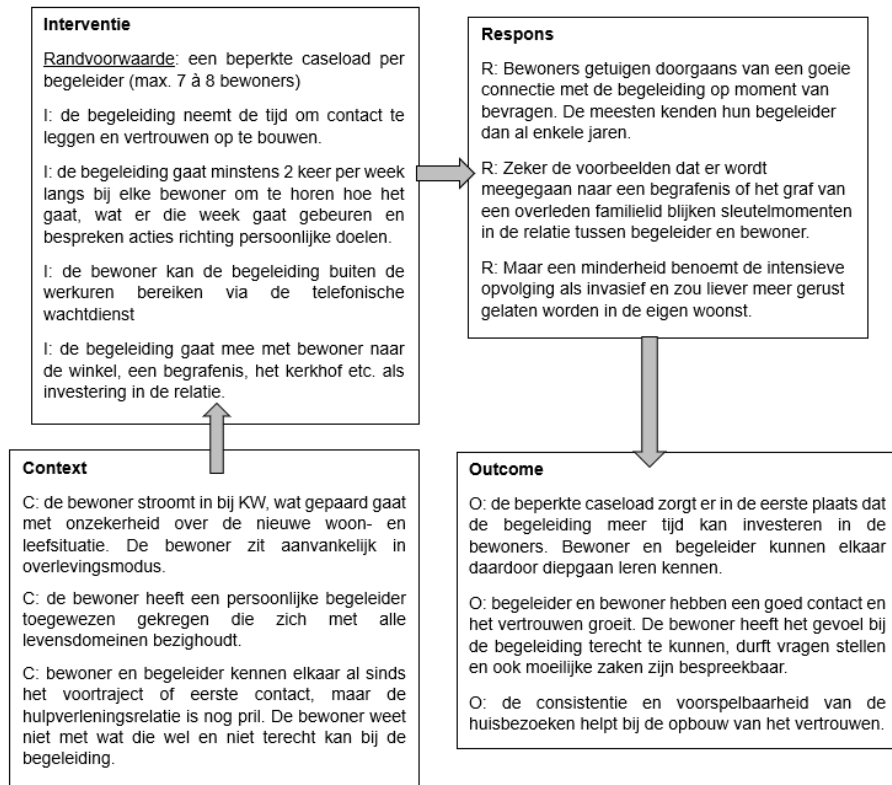 Interventie
Randvoorwaarde: een beperkte caseload per
begeleider (max. 7 à 8 bewoners)
I: de begeleiding neemt de tijd om contact te
leggen en vertrouwen op te bouwen.
I: de begeleiding gaat minstens 2 keer per week
langs bij elke bewoner om te horen hoe het
gaat, wat er die week gaat gebeuren en
bespreken acties richting persoonlijke doelen.
I: de bewoner kan de begeleiding buiten de
werkuren bereiken via de telefonische
wachtdienst
I: de begeleiding gaat mee met bewoner naar
de winkel, een begrafenis, het kerkhof etc. als
investering in de relatie.
Respons
R: Bewoners getuigen doorgaans van een goeie
connectie met de begeleiding op moment van
bevragen. De meesten kenden hun begeleider
dan al enkele jaren.
R: Zeker de voorbeelden dat er wordt
meegegaan naar een begrafenis of het graf van
een overleden familielid blijken sleutelmomenten
in de relatie tussen begeleider en bewoner.
R: Maar een minderheid benoemt de intensieve
opvolging als invasief en zou liever meer gerust
gelaten worden in de eigen woonst.
Context
C: de bewoner stroomt in bij KW, wat gepaard gaat
met onzekerheid over de nieuwe woon- en
leefsituatie. De bewoner zit aanvankelijk in
overlevingsmodus.
C: de bewoner heeft een persoonlijke begeleider
toegewezen gekregen die zich met alle
levensdomeinen bezighoudt.
C: bewoner en begeleider kennen elkaar al sinds
het voortraject of eerste contact, maar de
hulpverleningsrelatie is nog pril. De bewoner weet
niet met wat die wel en niet terecht kan bij de
begeleiding.
Outcome
O: de beperkte caseload zorgt er in de eerste plaats dat
de begeleiding meer tijd kan investeren in de
bewoners. Bewoner en begeleider kunnen elkaar
daardoor diepgaan leren kennen.
O: begeleider en bewoner hebben een goed contact en
het vertrouwen groeit. De bewoner heeft het gevoel bij
de begeleiding terecht te kunnen, durft vragen stellen
en ook moeilijke zaken zijn bespreekbaar.
O: de consistentie en voorspelbaarheid van de
huisbezoeken helpt bij de opbouw van het vertrouwen.